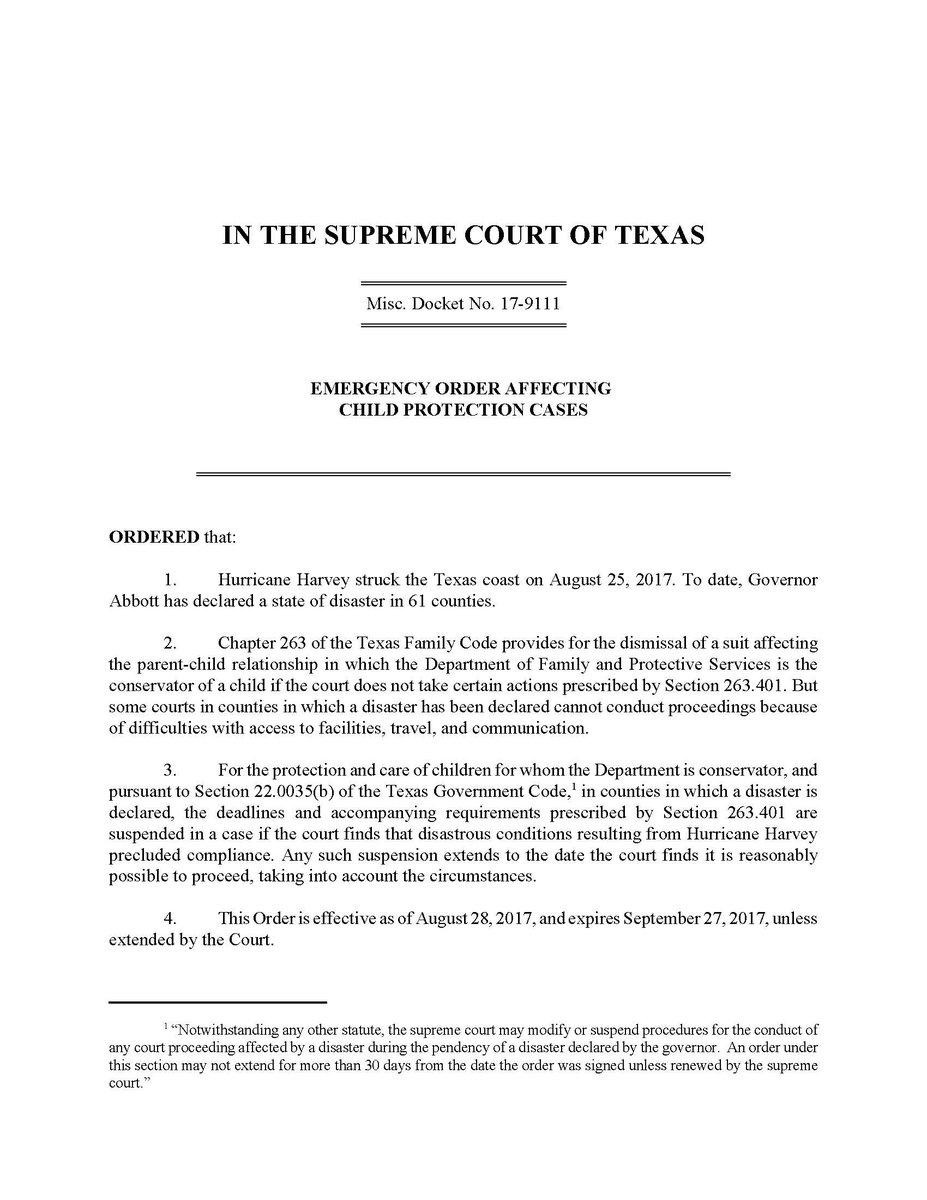 IN THE SUPREME COURT OF TEXAS
Misc. Docket No. 17-9111
EMERGENCY ORDER AFFECTING
CHILD PROTECTION CASES
ORDERED that:
1. Hurricane Harvey struck the Texas coast on August 25, 2017. To date, Governor
Abbott has declared a state of disaster in 61 counties.
2. Chapter 263 of the Texas Family Code provides for the dismissal of a suit affecting
the parent-child relationship in which the Department of Family and Protective Services is the
conservator of a child if the court does not take certain actions prescribed by Section 263.401. But
some courts in counties in which a disaster has been declared cannot conduct proceedings because
of difficulties with access to facilities, travel, and communication.
3. For the protection and care of children for whom the Department is conservator, and
pursuant to Section 22.0035(b) of the Texas Government Code,¹ in counties in which a disaster is
declared, the deadlines and accompanying requirements prescribed by Section 263.401 are
suspended in a case if the court finds that disastrous conditions resulting from Hurricane Harvey
precluded compliance. Any such suspension extends to the date the court finds it is reasonably
possible to proceed, taking into account the circumstances.
4. This Order is effective as of August 28, 2017, and expires September 27, 2017, unless
extended by the Court.
¹ “Notwithstanding any other statute, the supreme court may modify or suspend procedures for the conduct of
any court proceeding affected by a disaster during the pendency of a disaster declared by the governor. An order under
this section may not extend for more than 30 days from the date the order was signed unless renewed by the supreme
court.”